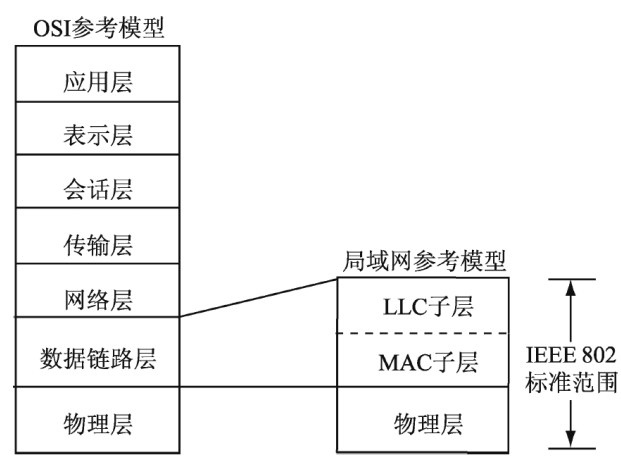 OSI参考模型
应用层
表示层
会话层
传输层
网络层
数据链路层
物理层
局域网参考模型
LLC子层
MAC子层
物理层
IEEE 802
标准范围